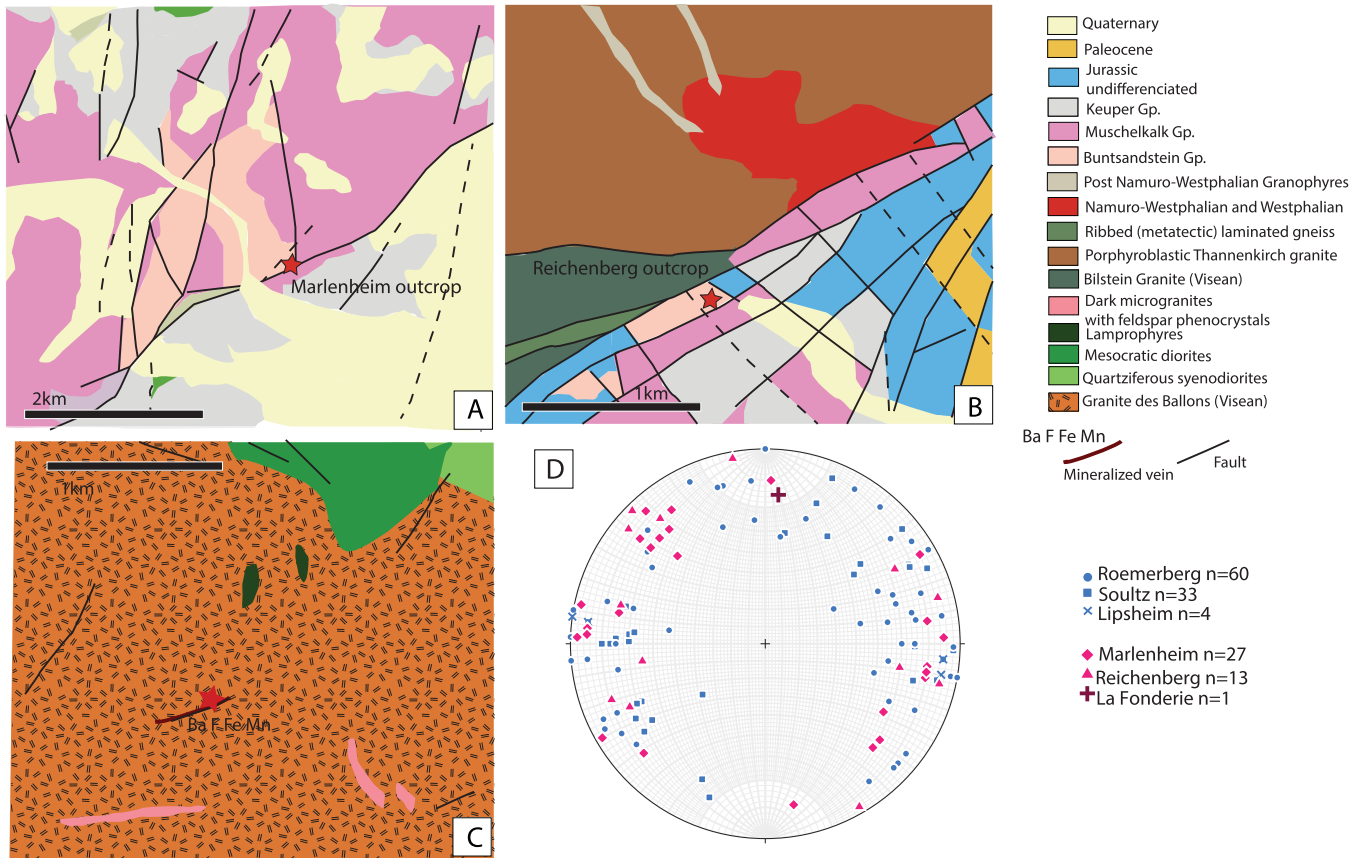 2km
Marlenheim outcrop
A
Reichenberg outcrop
1km
B
1km
Ba F Fe Mn
C
D
Quaternary
Paleocene
Jurassic
undifferenciated
Keuper Gp.
Muschelkalk Gp.
Buntsandstein Gp.
Post Namuro-Westphalian Granophyres
Namuro-Westphalian and Westphalian
Ribbed (metatectic) laminated gneiss
Porphyroblastic Thannenkirch granite
Bilstein Granite (Visean)
Dark microgranites
with feldspar phenocrystals
Lamprophyres
Mesocratic diorites
Quartziferous syenodiorites
Granite des Ballons (Visean)
Ba F Fe Mn
Mineralized vein
Fault
Roemerberg n=60
Soultz n=33
Lipsheim n=4
Marlenheim n=27
Reichenberg n=13
La Fonderie n=1